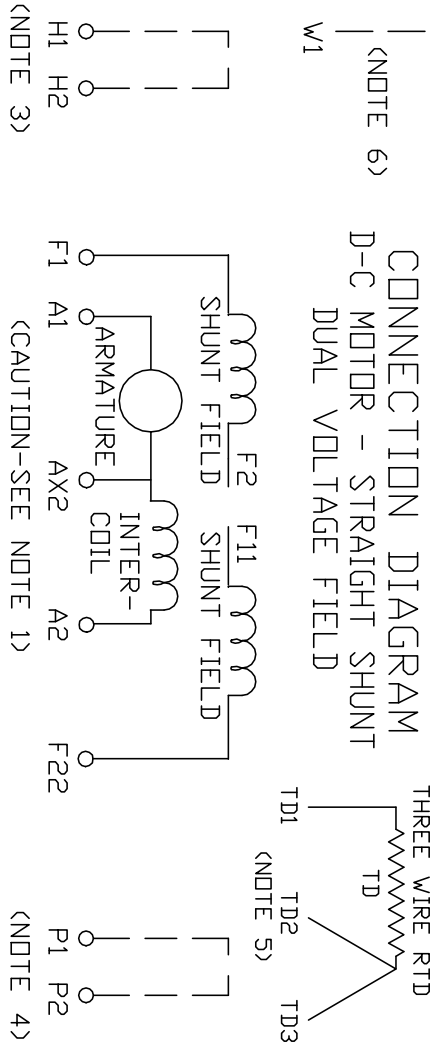 CONNECTION DIAGRAM
D-C MOTOR - STRAIGHT SHUNT
DUAL VOLTAGE FIELD
W1
(NOTE 6)
THREE WIRE RTD
TD
TD1
TD2
TD3
(NOTE 5)
SHUNT FIELD
F2
F11
SHUNT FIELD
ARMATURE
INTER-
COIL
H1
H2
F1
A1
AX2
A2
F22
P1
P2
(NOTE 3)
(CAUTION-SEE NOTE 1)
(NOTE 4)